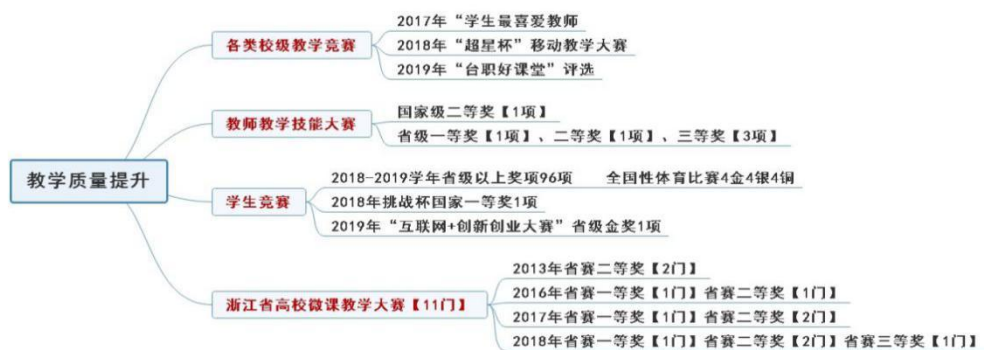 教学质量提升
各类校级教学竞赛
2017年“学生最喜爱教师
2018年“超星杯”移动教学大赛
2019年“台职好课堂”评选
教师教学技能大赛
国家级二等奖【1项】
省级一等奖【1项】、二等奖【1项】、三等奖【3项】
学生竞赛
2018-2019学年省级以上奖项96项 全国性体育比赛4金4银4铜
2018年挑战杯国家一等奖1项
2019年“互联网+创新创业大赛”省级金奖1项
浙江省高校微课教学大赛【11门】
2013年省赛二等奖【2门】
2016年省赛一等奖【1门】省赛二等奖【1门】
2017年省赛一等奖【1门】省赛二等奖【2门】
2018年省赛一等奖【1门】省赛二等奖【2门】省赛三等奖【1门】